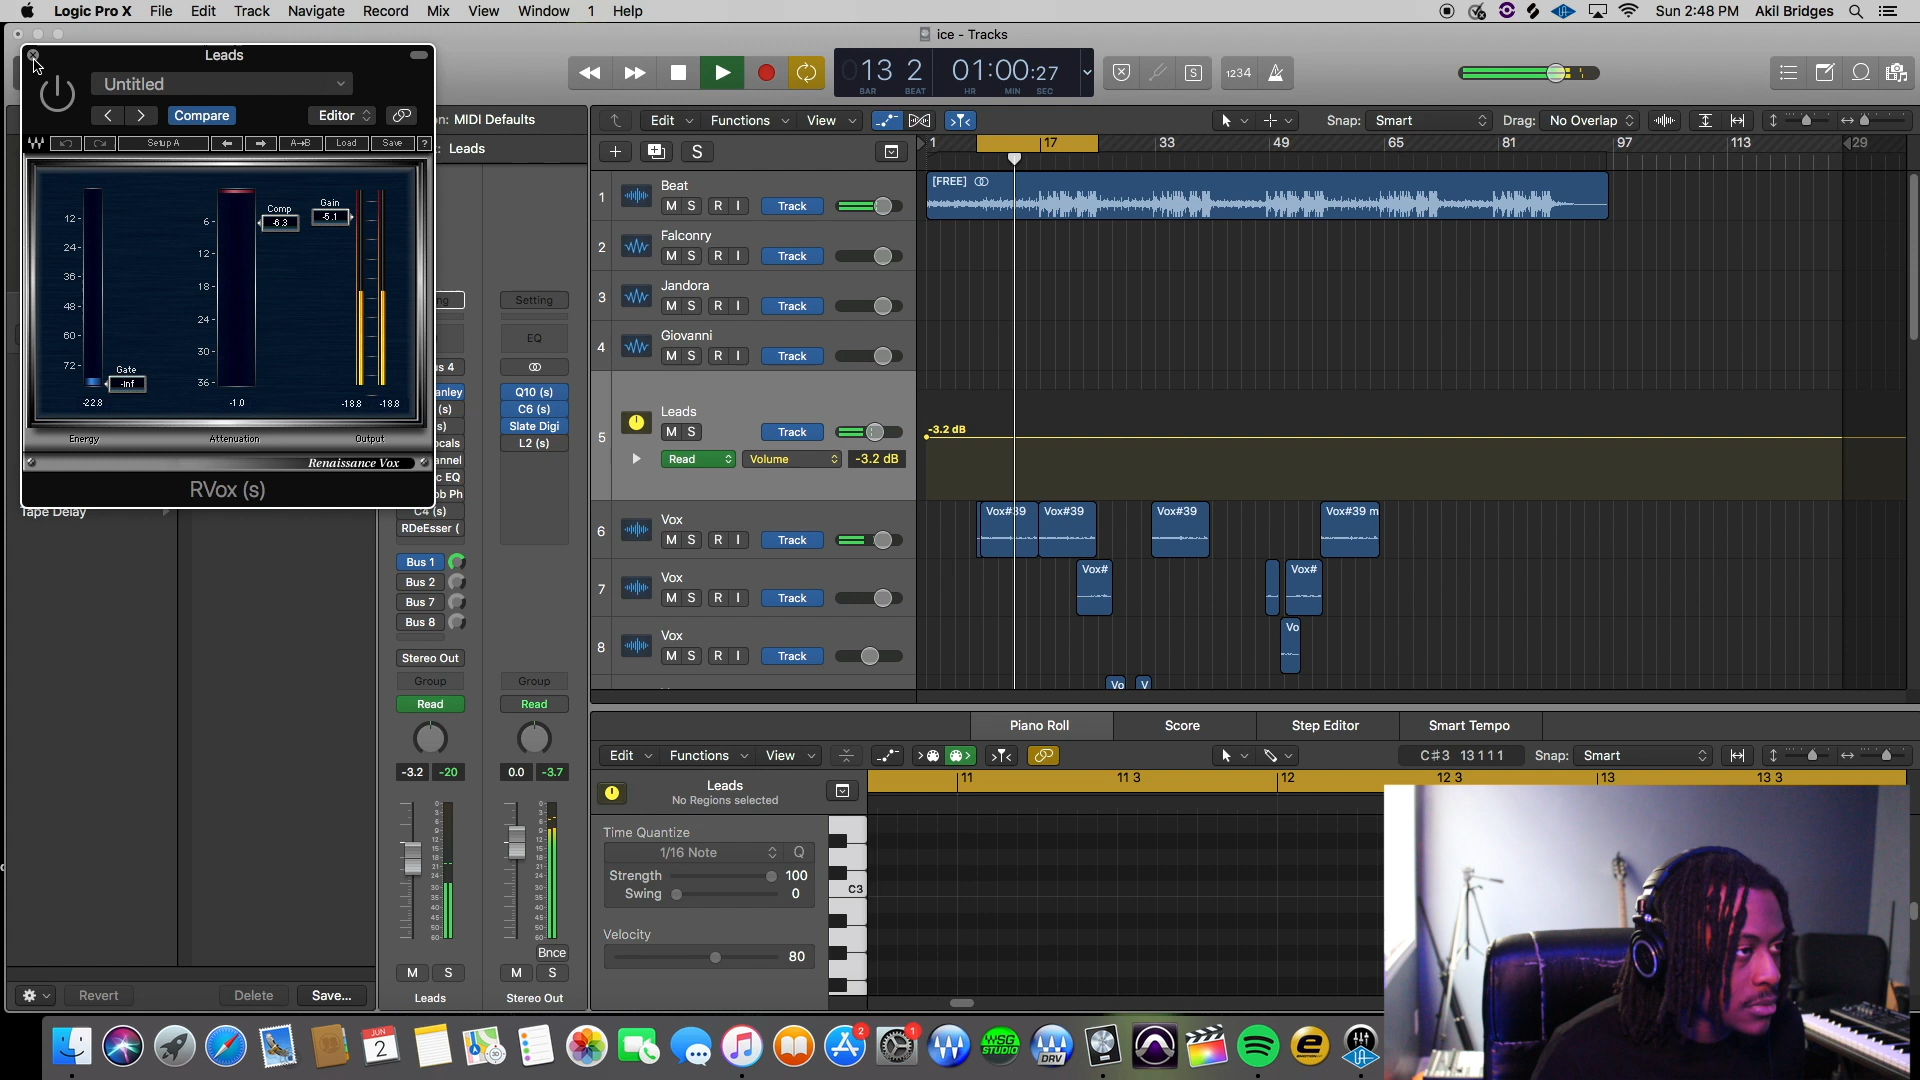 Logic Pro X File Edit Track Navigate Record Mix View Window 1 Help
Sun 2:48 PM Akil Bridges
ice - Tracks
Leads
Untitled
Compare
Editor
Setup A
A→B
Load
Save
?
12
24
36
48
60
72
Gate
-Inf
-22.8
6
12
18
24
30
36
Comp
-6.3
-1.0
Gain
-5.1
-18.8 -18.8
Energy Attenuation Output
Renaissance Vox
RVox (s)
Tape Delay
13 2
BAR BEAT
01:00:27
HR MIN SEC
1234
S
n: MIDI Defaults
: Leads
Edit Functions View
Snap: Smart
Drag: No Overlap
S
1 17 33 49 65 81 97 113 129
1 Beat
M S R I Track
[FREE]
2 Falconry
M S R I Track
3 Jandora
M S R I Track
4 Giovanni
M S R I Track
5 Leads
M S Track
Read Volume -3.2 dB
-3.2 dB
6 Vox
M S R I Track
Vox#39 Vox#39 Vox#39 Vox#39 m
7 Vox
M S R I Track
Vox# Vox#
8 Vox
M S R I Track
Vo
Vo V
Setting
EQ
Q10 (s)
C6 (s)
Slate Digi
L2 (s)
C4 (s)
RDeEsser (
Bus 1
Bus 2
Bus 7
Bus 8
Stereo Out
Group Group
Read Read
-3.2 -20 0.0 -3.7
Bnce
M S M S
Leads Stereo Out
Revert Delete Save...
Piano Roll Score Step Editor Smart Tempo
Edit Functions View
C#3 13 1 1 1
Snap: Smart
Leads
No Regions selected
11 11 3 12 12 3 13 13 3
Time Quantize
1/16 Note Q
Strength 100
Swing 0
Velocity
80
C3
JUN
2
3D
2
1
WSG
STUDIO
DRV